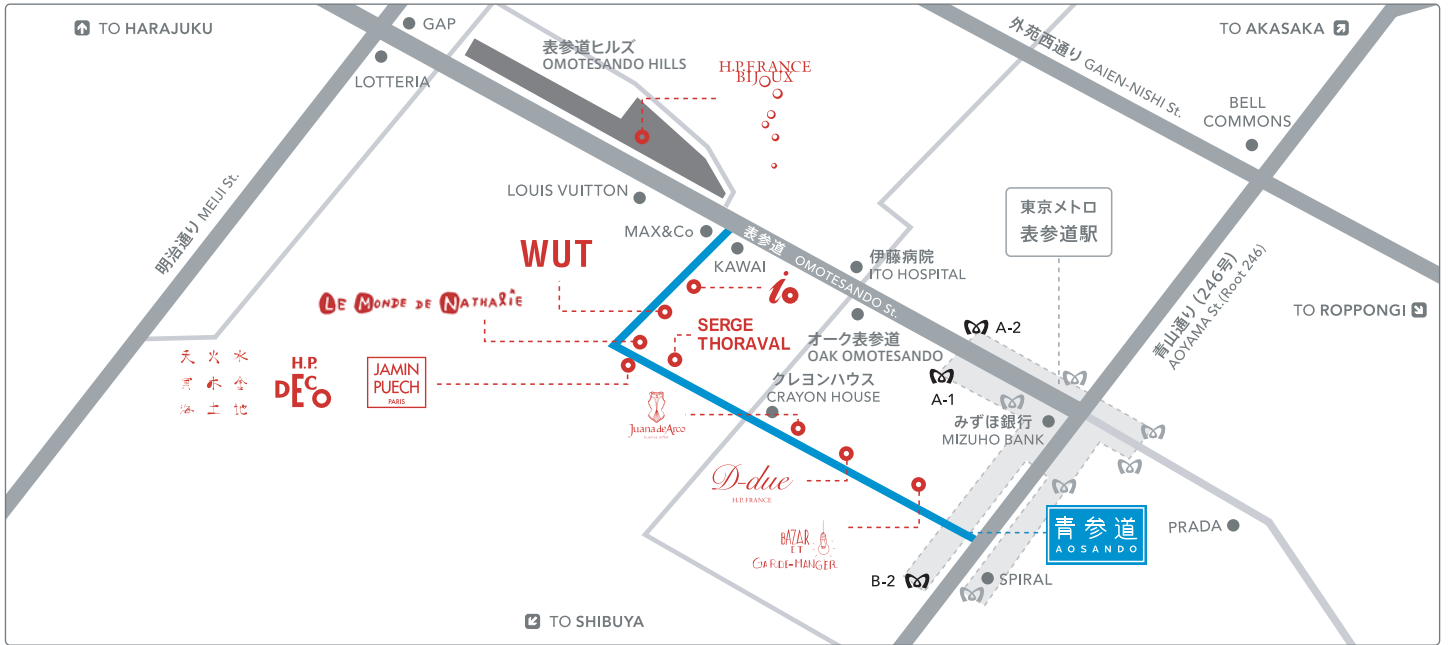 TO HARAJUKU
GAP
LOTTERIA
表参道ヒルズ
OMOTESANDO HILLS
H.P.FRANCE
BIJOUX
外苑西通り GAIEN-NISHI St.
TO AKASAKA
BELL
COMMONS
明治通り MEIJI St.
LOUIS VUITTON
MAX&Co
KAWAI
表参道 OMOTESANDO St.
伊藤病院
ITO HOSPITAL
東京メトロ
表参道駅
青山通り (246号)
AOYAMA St.(Root 246)
TO ROPPONGI
WUT
io
LE MONDE DE NATHALIE
SERGE
THORAVAL
オーク表参道
OAK OMOTESANDO
A-2
A-1
天火水
異木金
海土地
H.P.
DECO
JAMIN
PUECH
PARIS
クレヨンハウス
CRAYON HOUSE
Juana de Arco
みずほ銀行
MIZUHO BANK
D-due
H.P.FRANCE
BAZAR
ET
GARDE-MANGER
青参道
AOSANDO
PRADA
B-2
SPIRAL
TO SHIBUYA